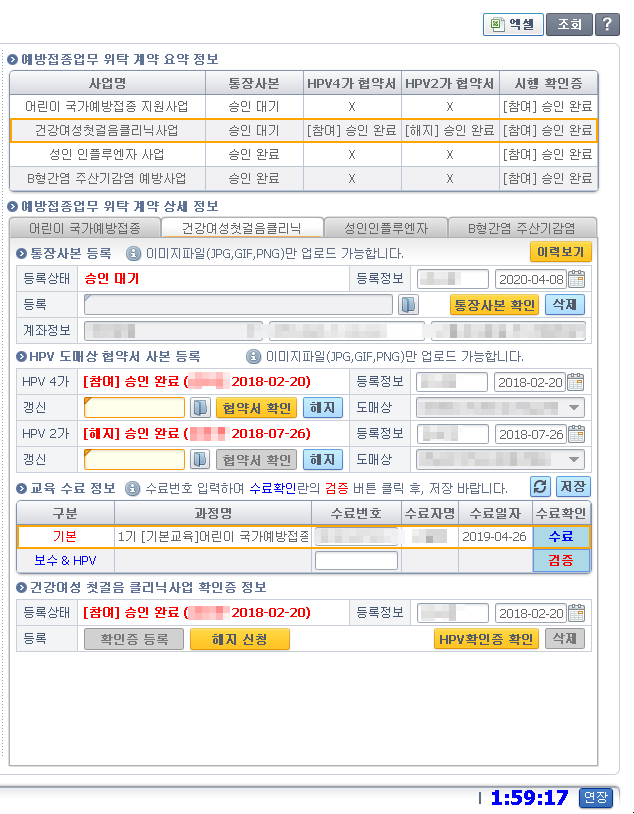 엑셀 조회 ?
예방접종업무 위탁 계약 요약 정보
사업명 통장사본 HPV4가 협약서 HPV2가 협약서 시행 확인증
어린이 국가예방접종 지원사업 승인 대기 X X [참여] 승인 완료
건강여성첫걸음클리닉사업 승인 대기 [참여] 승인 완료 [해지] 승인 완료 [참여] 승인 완료
성인 인플루엔자 사업 승인 완료 X X [참여] 승인 완료
B형간염 주산기감염 예방사업 승인 완료 X X [참여] 승인 완료
예방접종업무 위탁 계약 상세 정보
어린이 국가예방접종 건강여성첫걸음클리닉 성인인플루엔자 B형간염 주산기감염
통장사본 등록 이미지파일(JPG,GIF,PNG)만 업로드 가능합니다. 이력보기
등록상태 승인 대기 등록정보 2020-04-08
등록 통장사본 확인 삭제
계좌정보
HPV 도매상 협약서 사본 등록 이미지파일(JPG,GIF,PNG)만 업로드 가능합니다.
HPV 4가 [참여] 승인 완료 ( 2018-02-20) 등록정보 2018-02-20
갱신 협약서 확인 해지 도매상
HPV 2가 [해지] 승인 완료 ( 2018-07-26) 등록정보 2018-07-26
갱신 협약서 확인 해지 도매상
교육 수료 정보 수료번호 입력하여 수료확인란의 검증 버튼 클릭 후, 저장 바랍니다. 저장
구분 과정명 수료번호 수료자명 수료일자 수료확인
기본 1기 [기본교육]어린이 국가예방접종 2019-04-26 수료
보수 & HPV 검증
건강여성 첫걸음 클리닉사업 확인증 정보
등록상태 [참여] 승인 완료 ( 2018-02-20) 등록정보 2018-02-20
등록 확인증 등록 해지 신청 HPV확인증 확인 삭제
1:59:17 연장